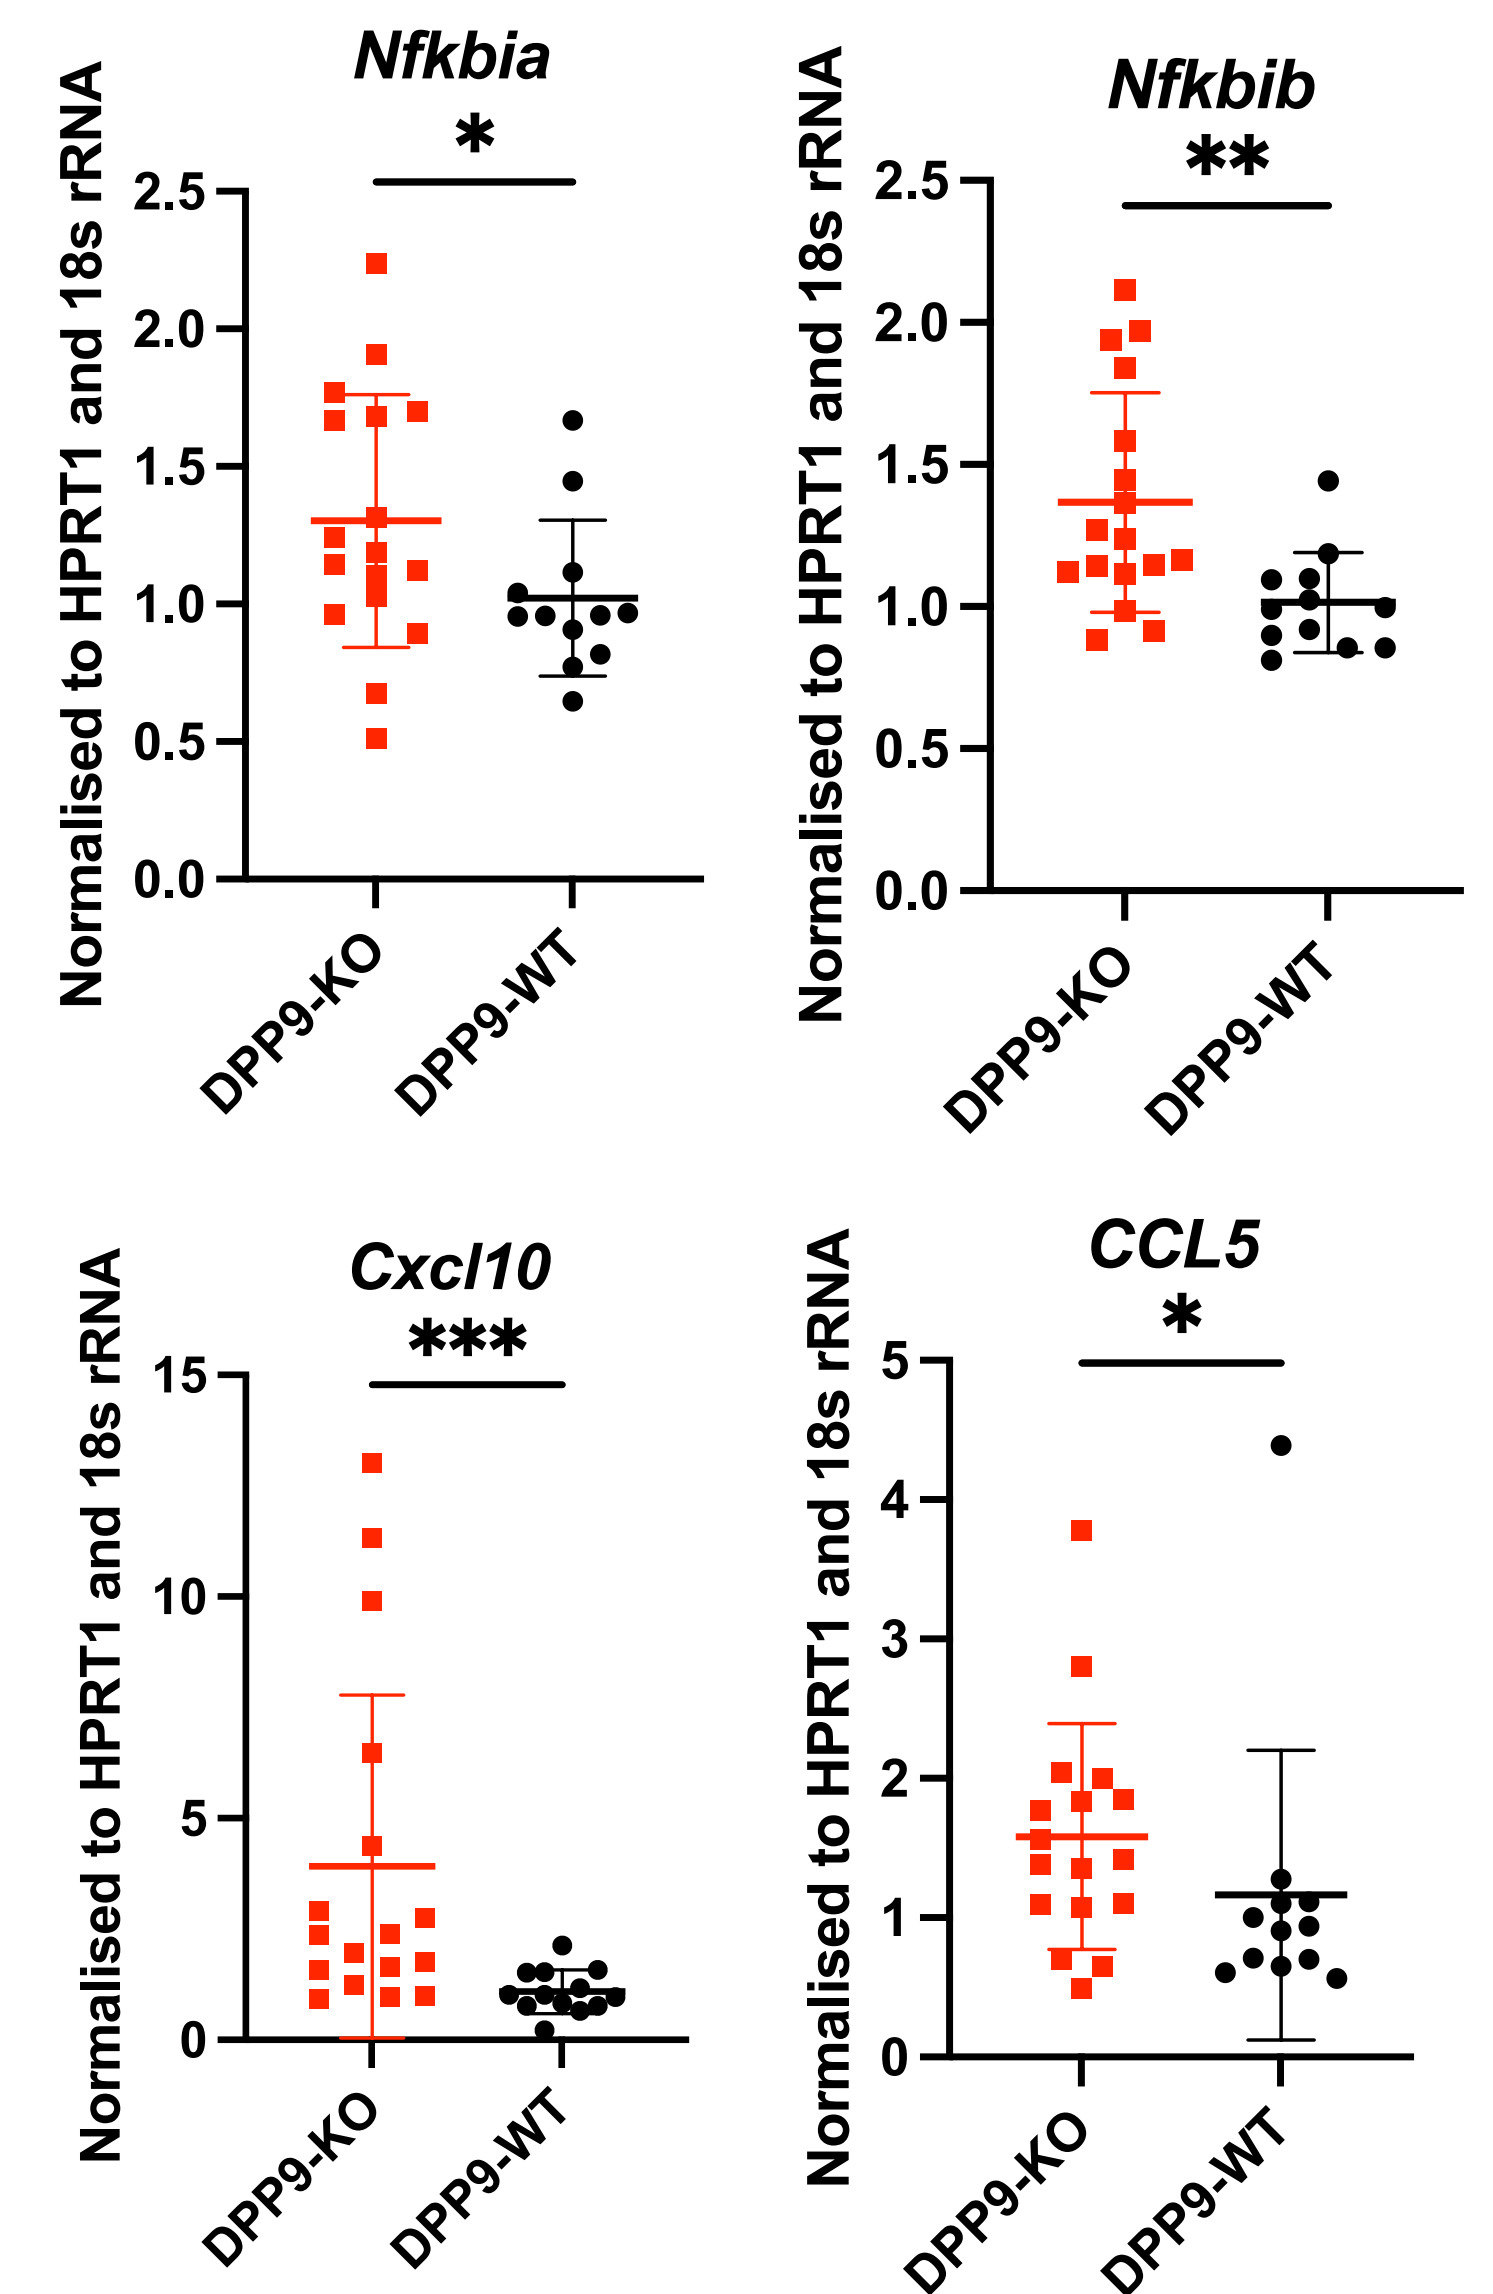 Nfkbia
*
Normalised to HPRT1 and 18s rRNA
2.5
2.0
1.5
1.0
0.5
0.0
DPP9-KO
DPP9-WT
Nfkbib
**
Normalised to HPRT1 and 18s rRNA
2.5
2.0
1.5
1.0
0.5
0.0
DPP9-KO
DPP9-WT
Cxcl10
***
Normalised to HPRT1 and 18s rRNA
15
10
5
0
DPP9-KO
DPP9-WT
CCL5
*
Normalised to HPRT1 and 18s rRNA
5
4
3
2
1
0
DPP9-KO
DPP9-WT